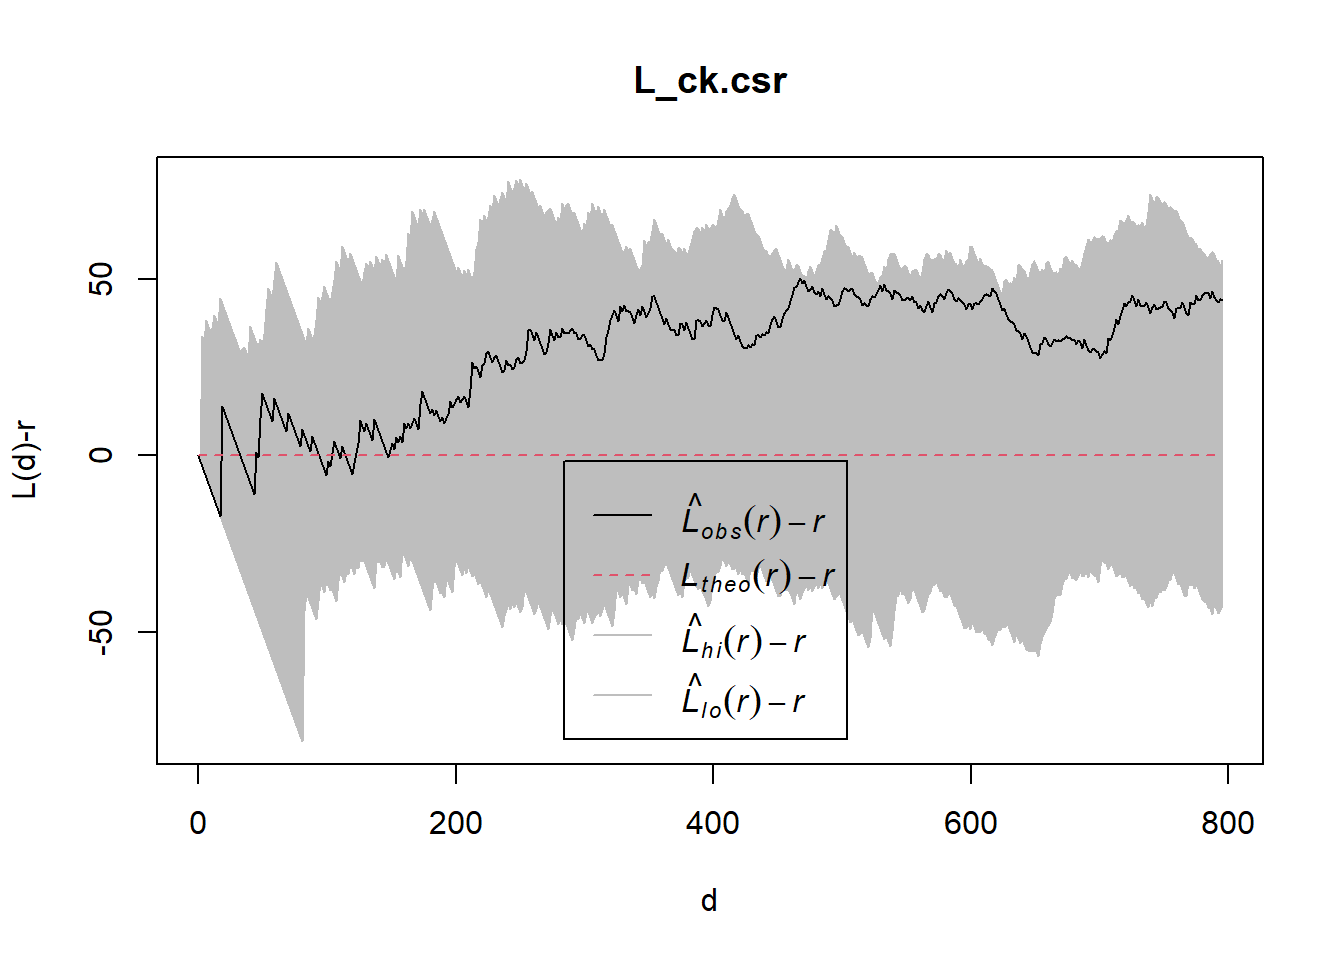 L_ck.csr
L(d)-r
50
0
-50
L̂obs(r) − r
Ltheo(r) − r
L̂hi(r) − r
L̂lo(r) − r
0 200 400 600 800
d